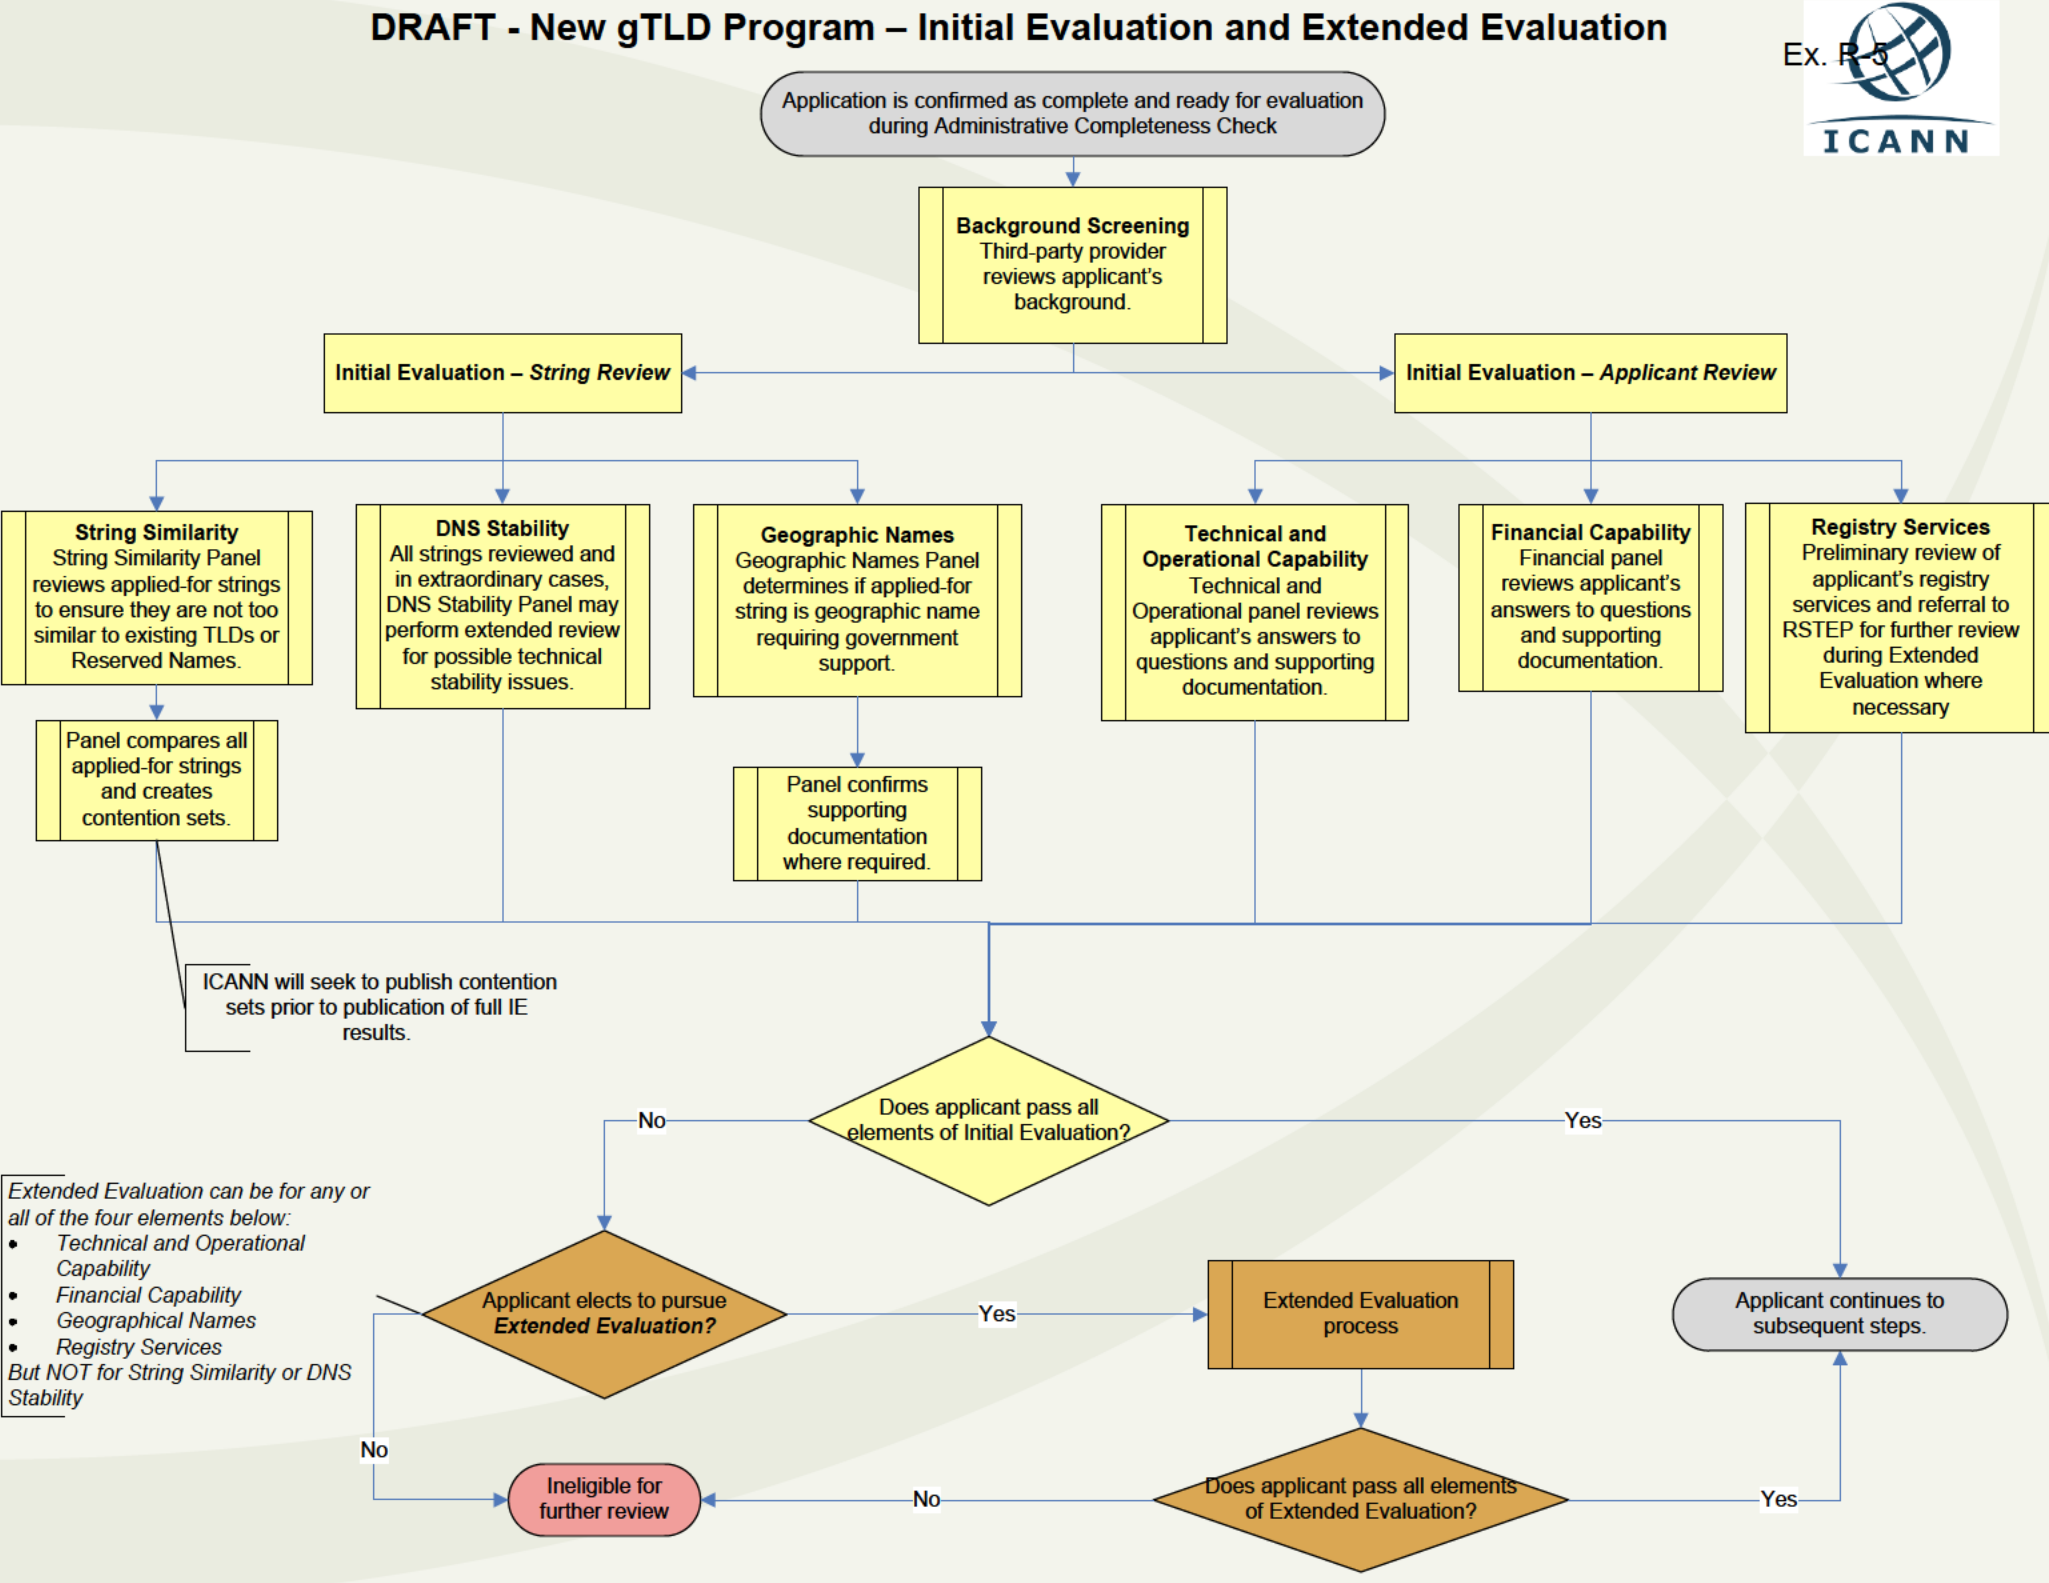 DRAFT - New gTLD Program – Initial Evaluation and Extended Evaluation
Ex. R-5
ICANN
Application is confirmed as complete and ready for evaluation
during Administrative Completeness Check
Background Screening
Third-party provider
reviews applicant's
background.
Initial Evaluation – String Review
Initial Evaluation – Applicant Review
String Similarity
String Similarity Panel
reviews applied-for strings
to ensure they are not too
similar to existing TLDs or
Reserved Names.
DNS Stability
All strings reviewed and
in extraordinary cases,
DNS Stability Panel may
perform extended review
for possible technical
stability issues.
Geographic Names
Geographic Names Panel
determines if applied-for
string is geographic name
requiring government
support.
Technical and
Operational Capability
Technical and
Operational panel reviews
applicant's answers to
questions and supporting
documentation.
Financial Capability
Financial panel
reviews applicant's
answers to questions
and supporting
documentation.
Registry Services
Preliminary review of
applicant's registry
services and referral to
RSTEP for further review
during Extended
Evaluation where
necessary
Panel compares all
applied-for strings
and creates
contention sets.
Panel confirms
supporting
documentation
where required.
ICANN will seek to publish contention
sets prior to publication of full IE
results.
Does applicant pass all
elements of Initial Evaluation?
No
Yes
Extended Evaluation can be for any or
all of the four elements below:
• Technical and Operational
Capability
• Financial Capability
• Geographical Names
• Registry Services
But NOT for String Similarity or DNS
Stability
Applicant elects to pursue
Extended Evaluation?
Yes
Extended Evaluation
process
Applicant continues to
subsequent steps.
No
Ineligible for
further review
No
Does applicant pass all elements
of Extended Evaluation?
Yes